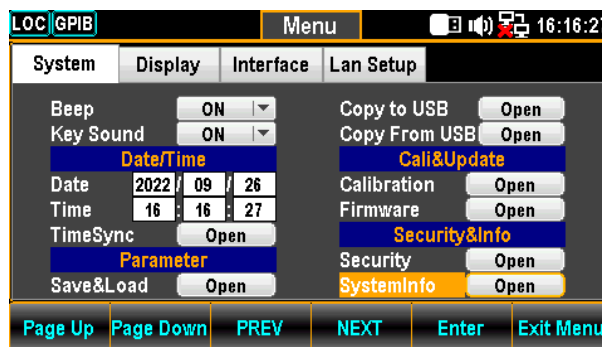 LOC GPIB Menu 16:16:27
System Display Interface Lan Setup
Beep ON Copy to USB Open
Key Sound ON Copy From USB Open
Date/Time Cali&Update
Date 2022 / 09 / 26 Calibration Open
Time 16 : 16 : 27 Firmware Open
TimeSync Open Security&Info
Parameter Security Open
Save&Load Open SystemInfo Open
Page Up Page Down PREV NEXT Enter Exit Menu